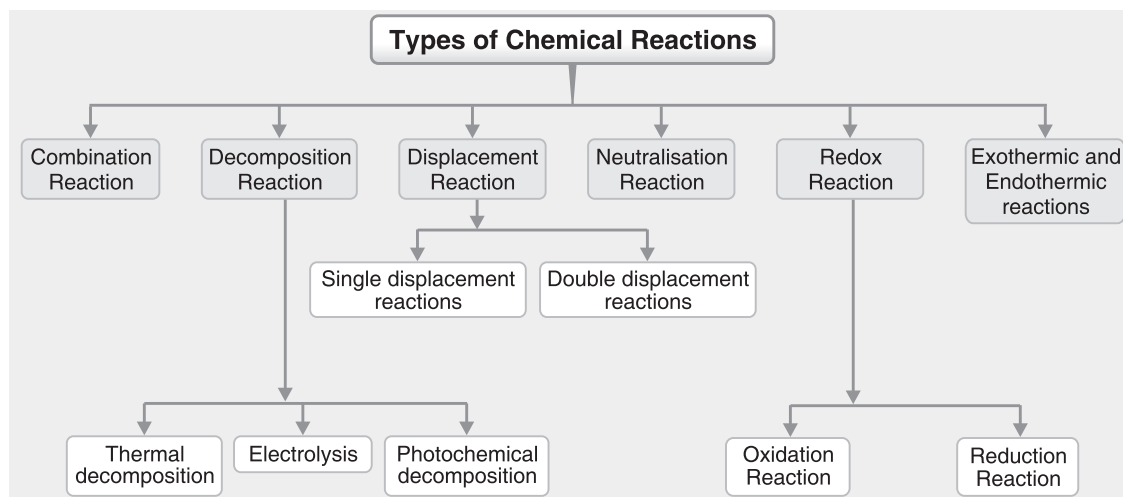 Types of Chemical Reactions
Combination
Reaction
Decomposition
Reaction
Displacement
Reaction
Neutralisation
Reaction
Redox
Reaction
Exothermic and
Endothermic
reactions
Single displacement
reactions
Double displacement
reactions
Thermal
decomposition
Electrolysis
Photochemical
decomposition
Oxidation
Reaction
Reduction
Reaction